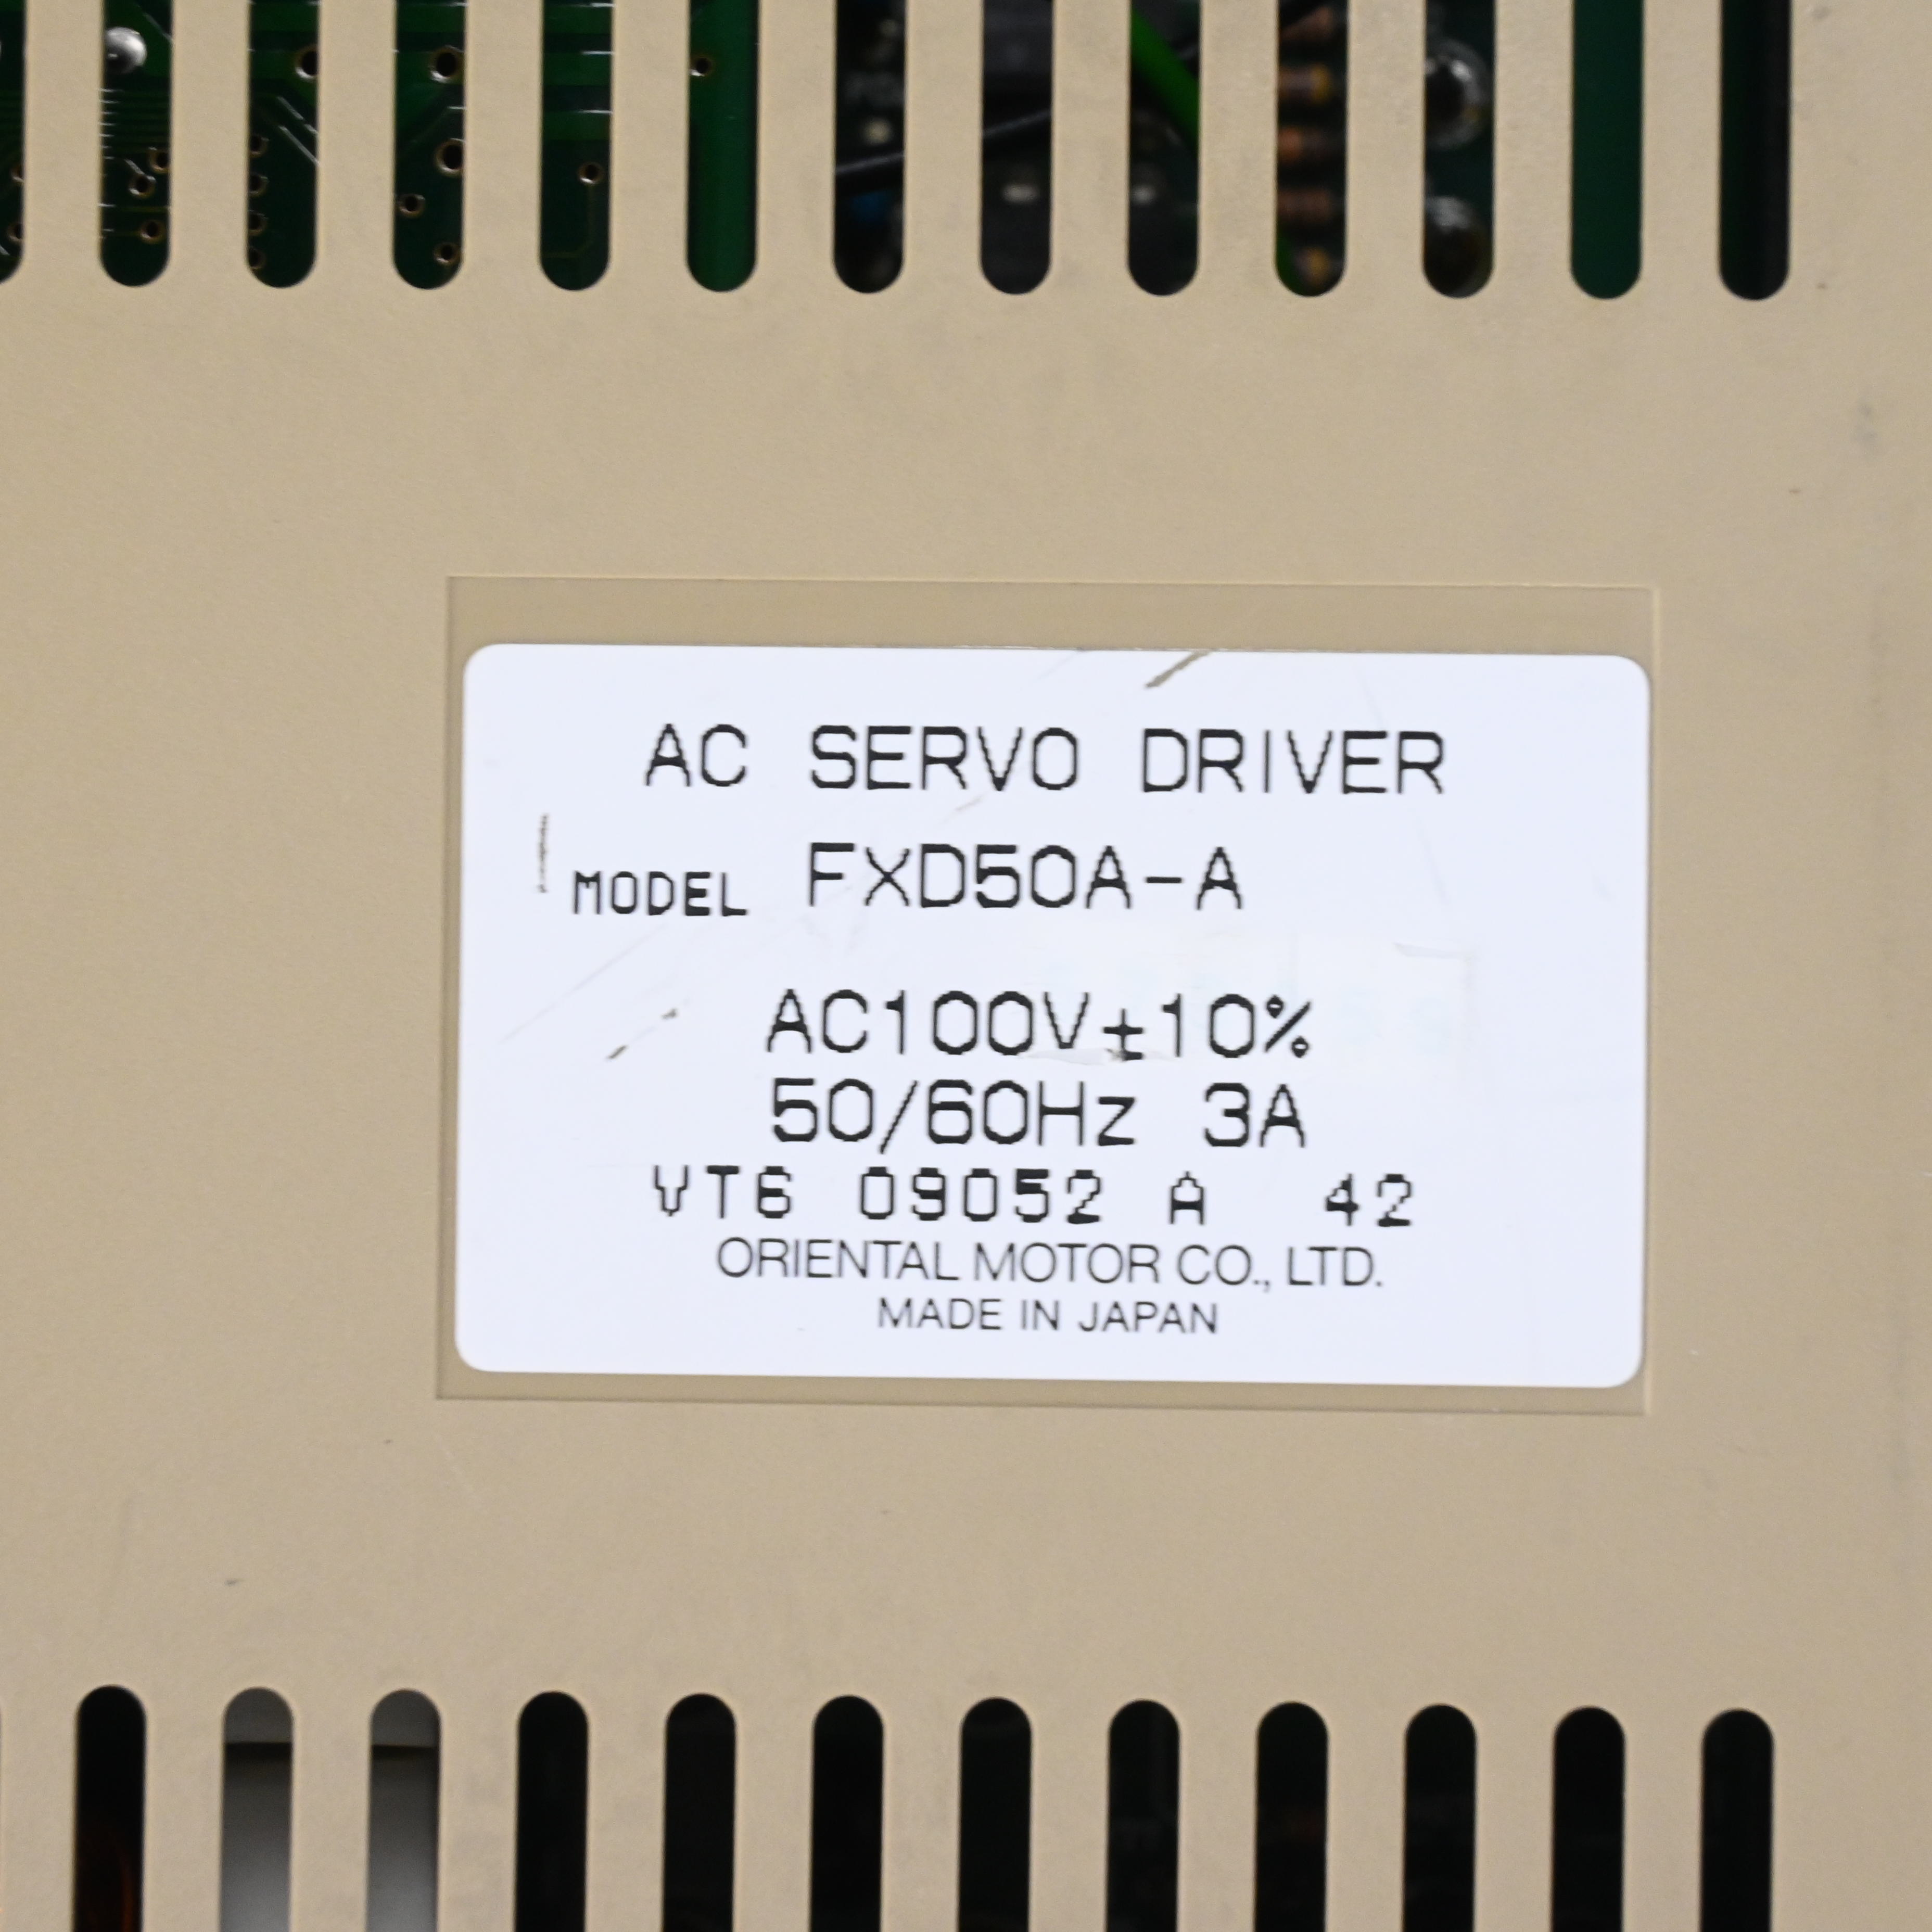 AC SERVO DRIVER
MODEL FXD50A-A
AC100V±10%
50/60Hz 3A
VT6 09052 A 42
ORIENTAL MOTOR CO., LTD.
MADE IN JAPAN